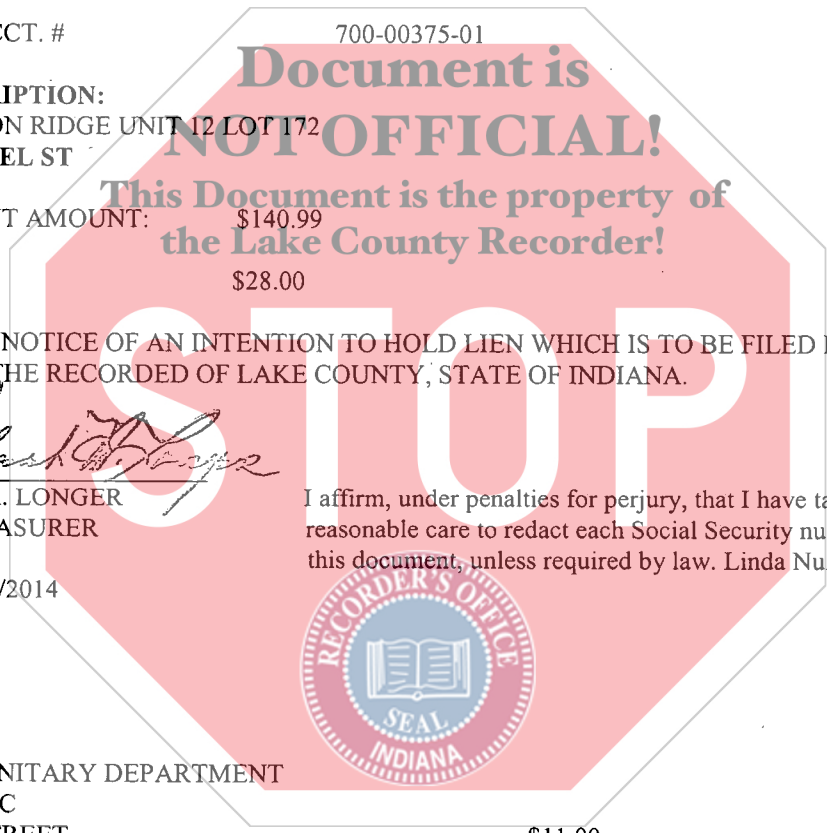 CCT. # 700-00375-01
Document is
RIPTION:
ON RIDGE UNIT 12 LOT 172
NOT OFFICIAL!
EL ST
This Document is the property of
T AMOUNT: $140.99
the Lake County Recorder!
$28.00
NOTICE OF AN INTENTION TO HOLD LIEN WHICH IS TO BE FILED
THE RECORDED OF LAKE COUNTY, STATE OF INDIANA.
STOP
. LONGER
ASURER
I affirm, under penalties for perjury, that I have ta
reasonable care to redact each Social Security nu
this document, unless required by law. Linda Nu
/2014
RECORDER'S OFFICE
SEAL
INDIANA
NITARY DEPARTMENT
C
TREET $11.00